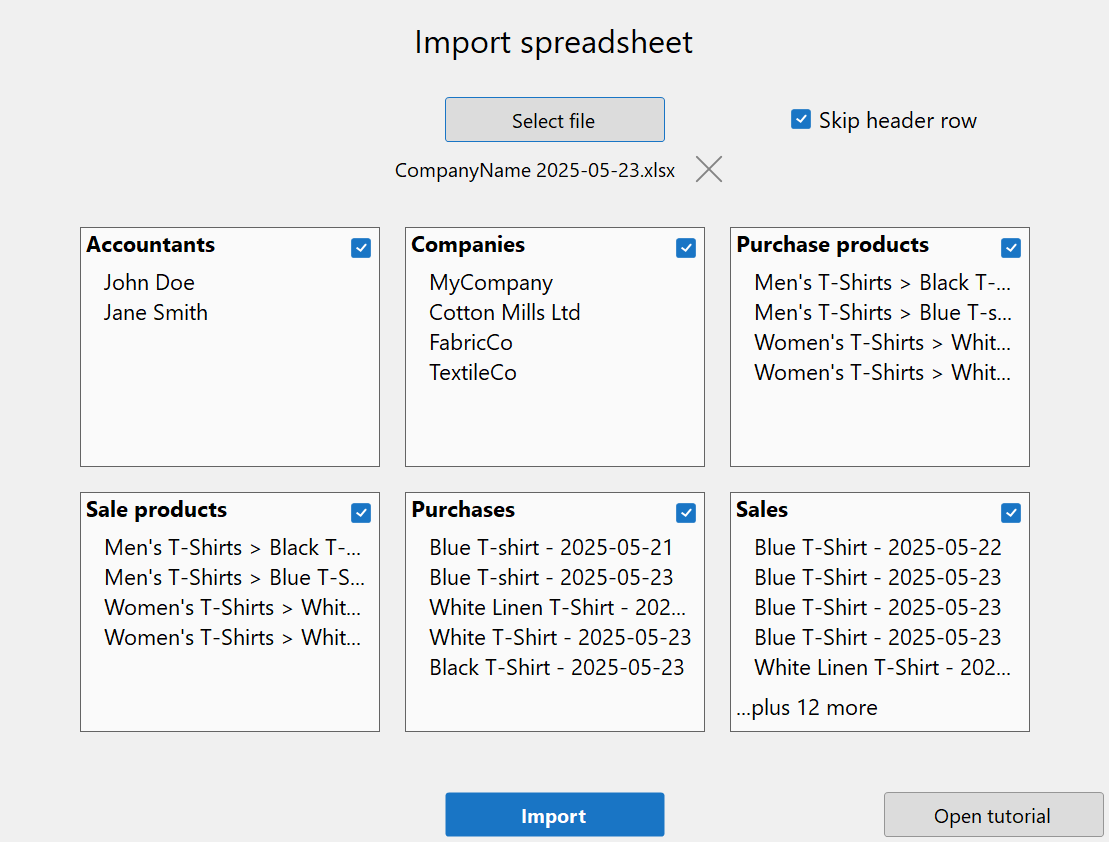 Import spreadsheet
Select file
Skip header row
CompanyName 2025-05-23.xlsx
Accountants
John Doe
Jane Smith
Companies
MyCompany
Cotton Mills Ltd
FabricCo
TextileCo
Purchase products
Men's T-Shirts > Black T-...
Men's T-Shirts > Blue T-s...
Women's T-Shirts > Whit...
Women's T-Shirts > Whit...
Sale products
Men's T-Shirts > Black T-...
Men's T-Shirts > Blue T-S...
Women's T-Shirts > Whit...
Women's T-Shirts > Whit...
Purchases
Blue T-shirt - 2025-05-21
Blue T-shirt - 2025-05-23
White Linen T-Shirt - 202...
White T-Shirt - 2025-05-23
Black T-Shirt - 2025-05-23
Sales
Blue T-Shirt - 2025-05-22
Blue T-Shirt - 2025-05-23
Blue T-Shirt - 2025-05-23
Blue T-Shirt - 2025-05-23
White Linen T-Shirt - 202...
...plus 12 more
Import
Open tutorial